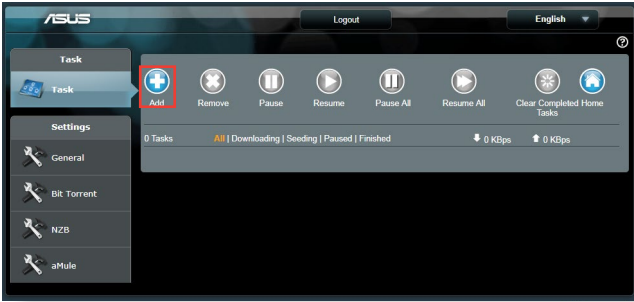 ASUS
Logout
English
?
Task
Task
Add
Remove
Pause
Resume
Pause All
Resume All
Clear Completed Tasks
Home
0 Tasks
All | Downloading | Seeding | Paused | Finished
0 KBps
0 KBps
Settings
General
Bit Torrent
NZB
aMule